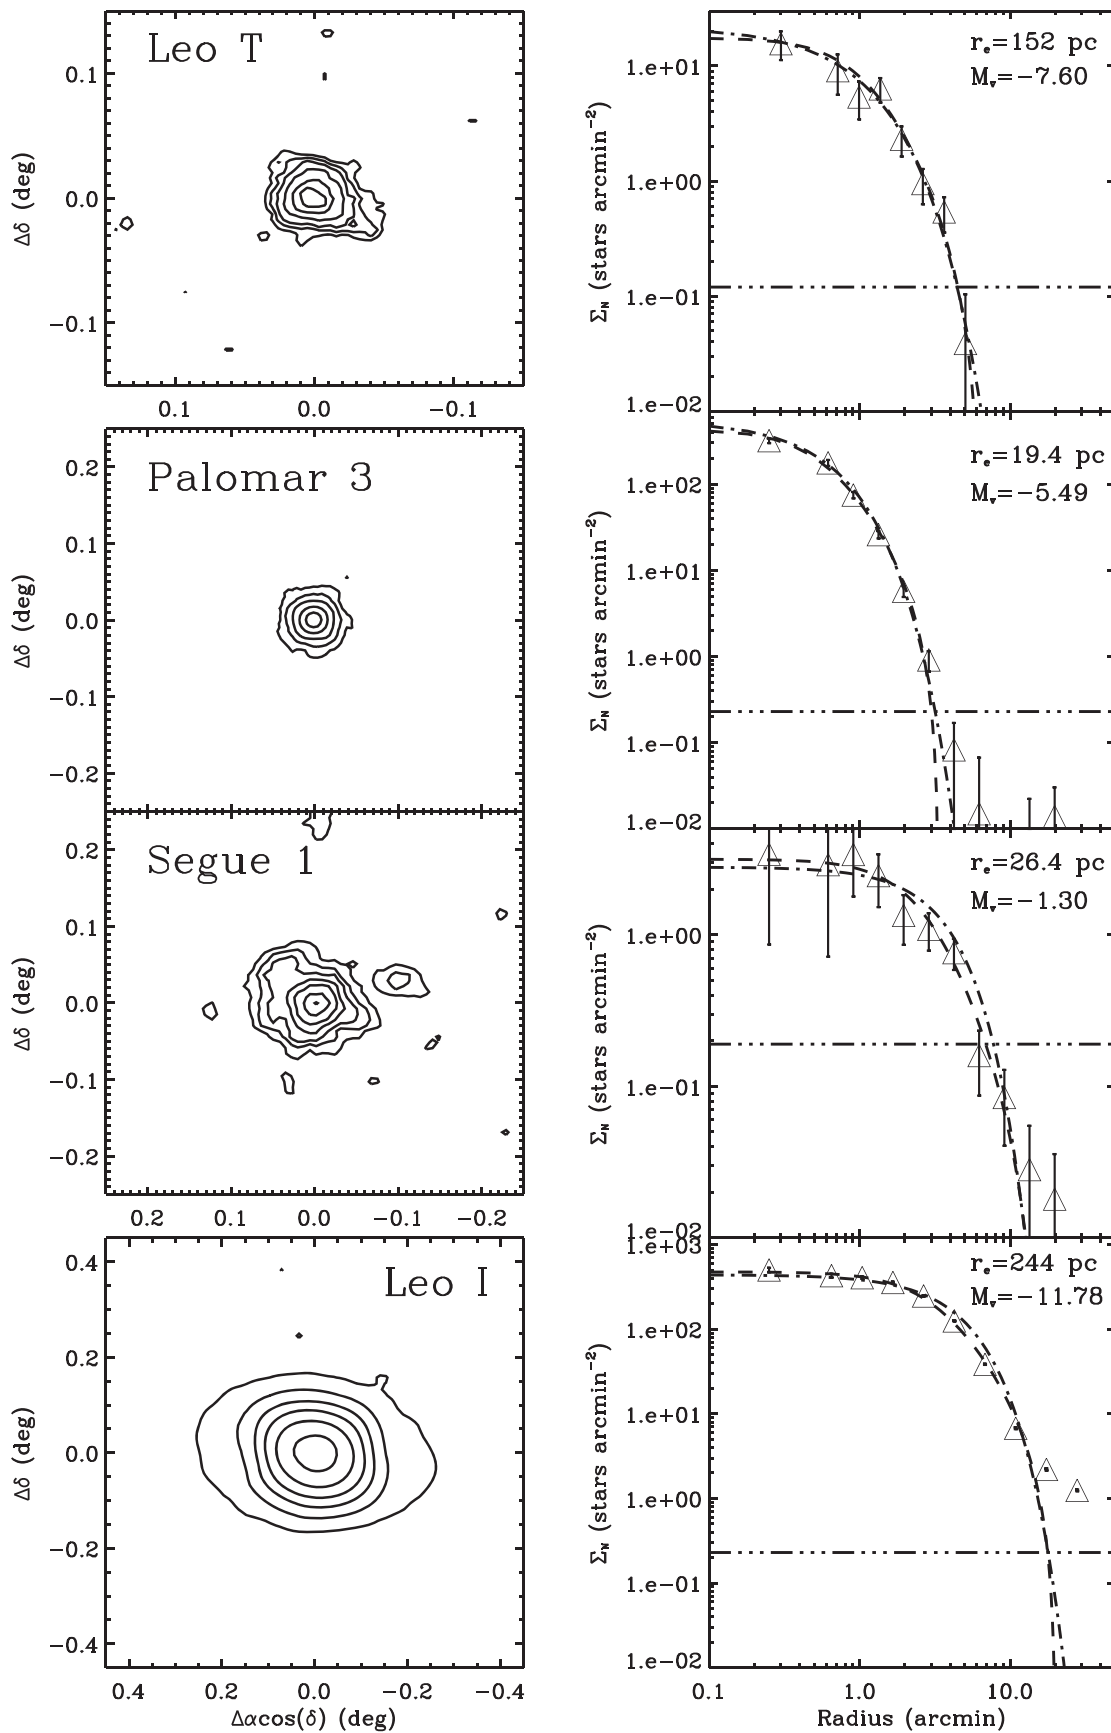 Leo T
Δδ (deg)
0.1
0.0
−0.1
0.1
0.0
−0.1
r_e=152 pc
M_v=−7.60
Σ_N (stars arcmin⁻²)
1.e+01
1.e+00
1.e−01
1.e−02
Palomar 3
Δδ (deg)
0.2
0.1
0.0
−0.1
−0.2
r_e=19.4 pc
M_v=−5.49
Σ_N (stars arcmin⁻²)
1.e+02
1.e+01
1.e+00
1.e−01
1.e−02
Segue 1
Δδ (deg)
0.2
0.1
0.0
−0.1
−0.2
0.2
0.1
0.0
−0.1
−0.2
r_e=26.4 pc
M_v=−1.30
Σ_N (stars arcmin⁻²)
1.e+00
1.e−01
1.e−02
Leo I
Δδ (deg)
0.4
0.2
0.0
−0.2
−0.4
0.4
0.2
0.0
−0.2
−0.4
Δαcos(δ) (deg)
r_e=244 pc
M_v=−11.78
Σ_N (stars arcmin⁻²)
1.e+03
1.e+02
1.e+01
1.e+00
1.e−01
1.e−02
0.1
1.0
10.0
Radius (arcmin)